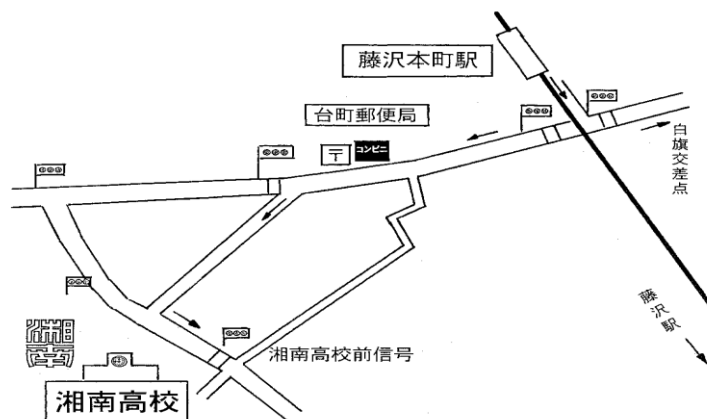 藤沢本町駅
台町郵便局
〒
コンビニ
白旗交差点
湘南
湘南高校前信号
湘南高校
藤沢駅